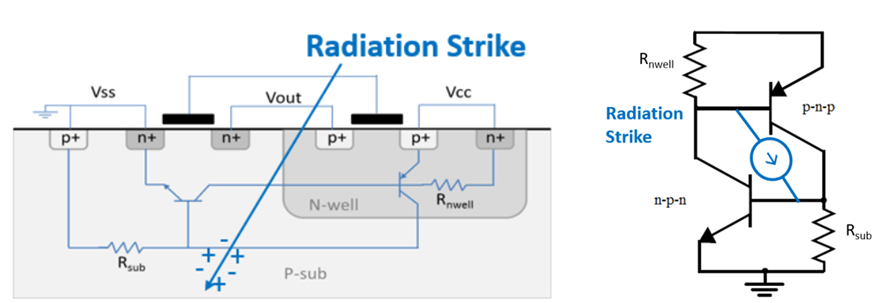 Radiation Strike
Vss
Vout
Vcc
p+
n+
n+
p+
p+
n+
Rnwell
N-well
Rsub
P-sub
Rnwell
p-n-p
Radiation
Strike
n-p-n
Rsub